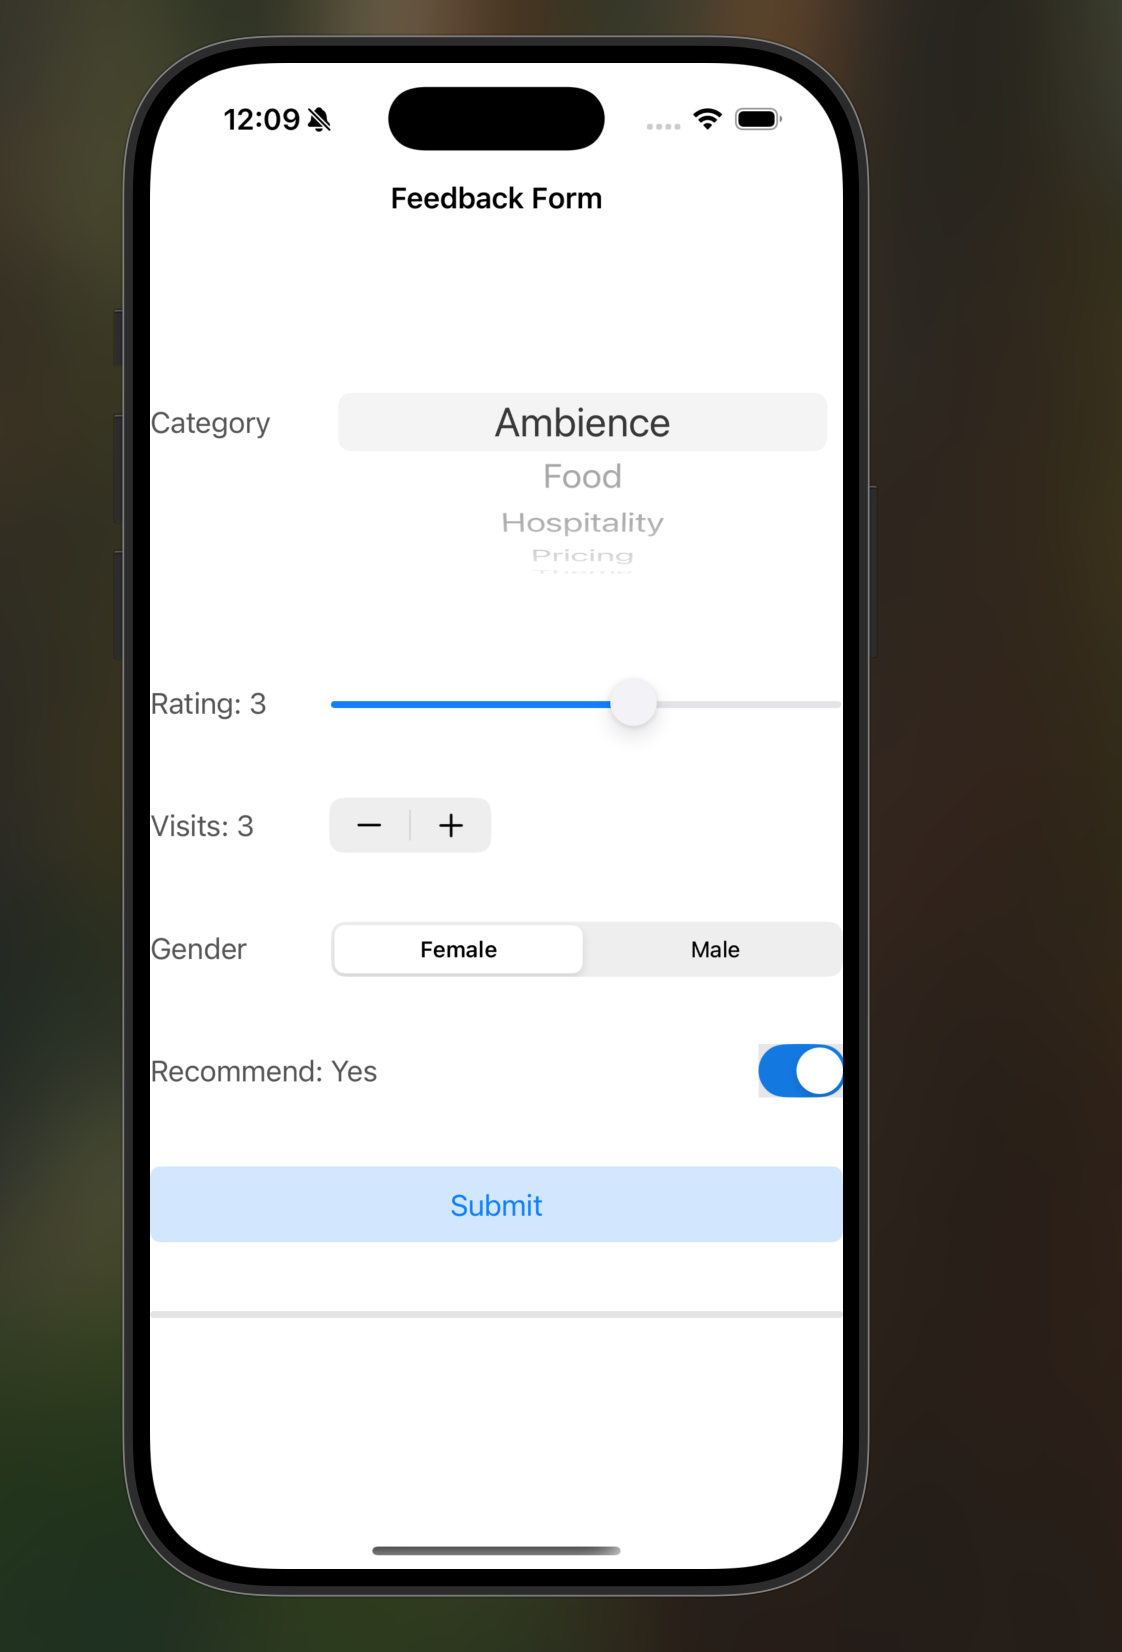 12:09
Feedback Form
Category
Ambience
Food
Hospitality
Pricing
Rating: 3
Visits: 3
Gender
Female
Male
Recommend: Yes
Submit